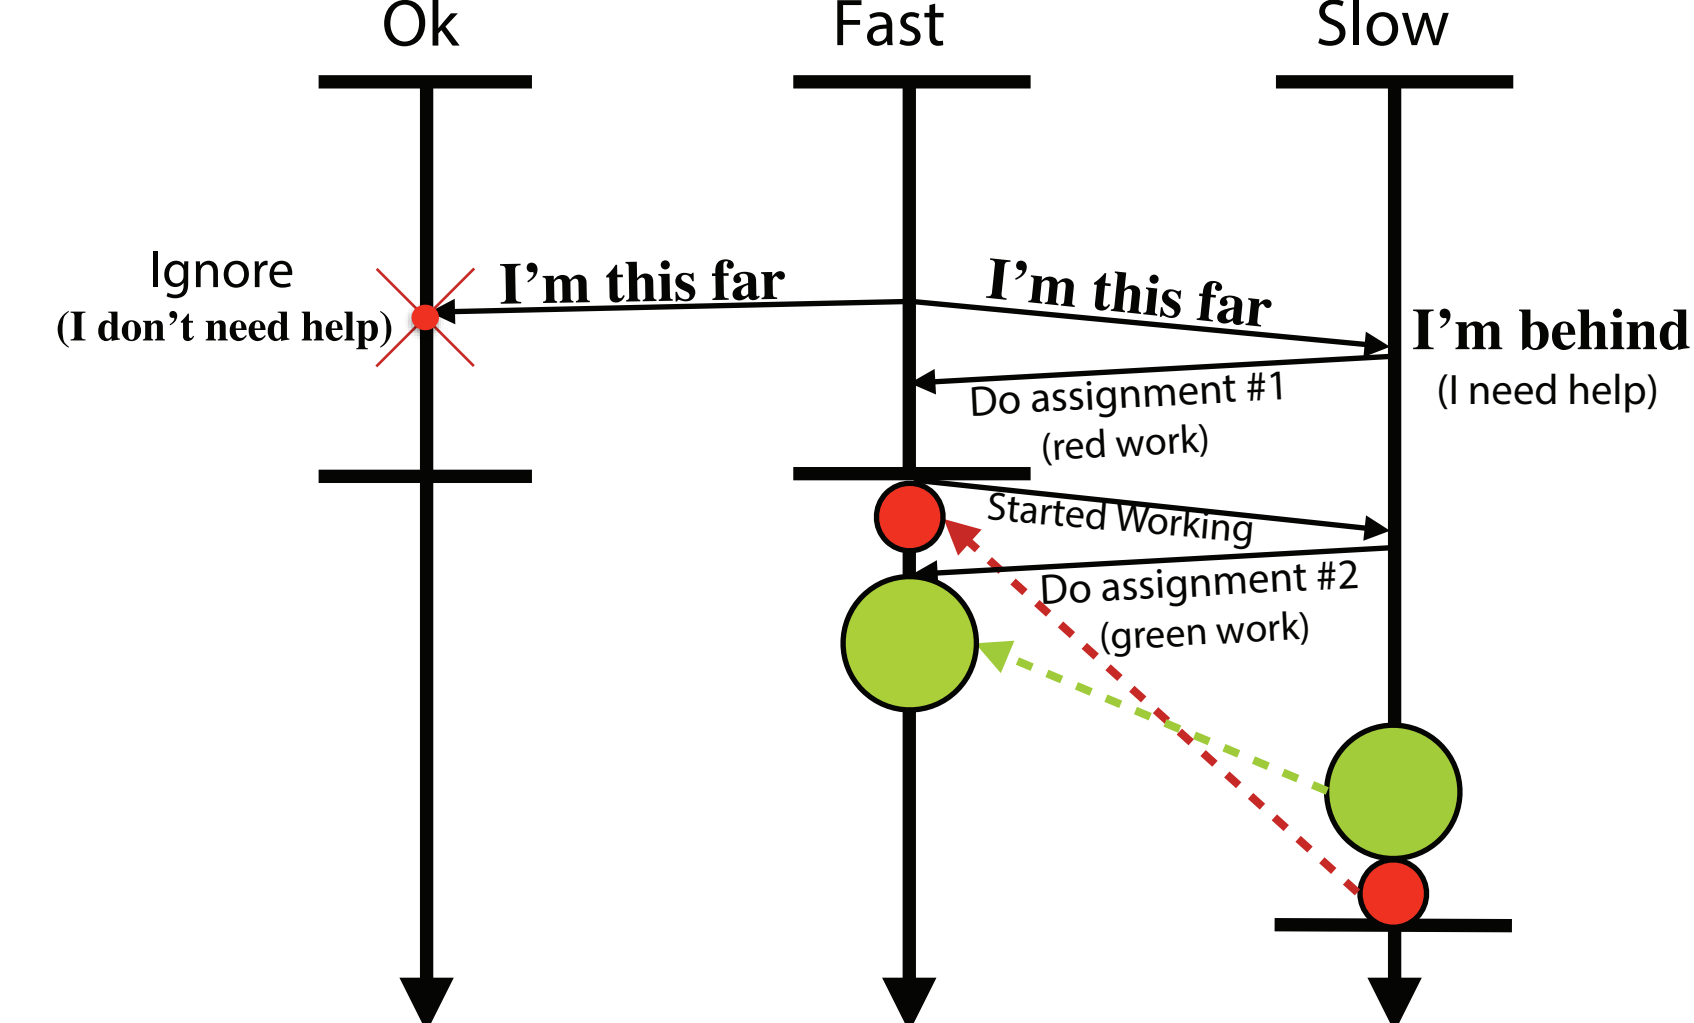 Ok
Fast
Slow
Ignore
(I don’t need help)
I’m this far
I’m this far
I’m behind
(I need help)
Do assignment #1
(red work)
Started Working
Do assignment #2
(green work)